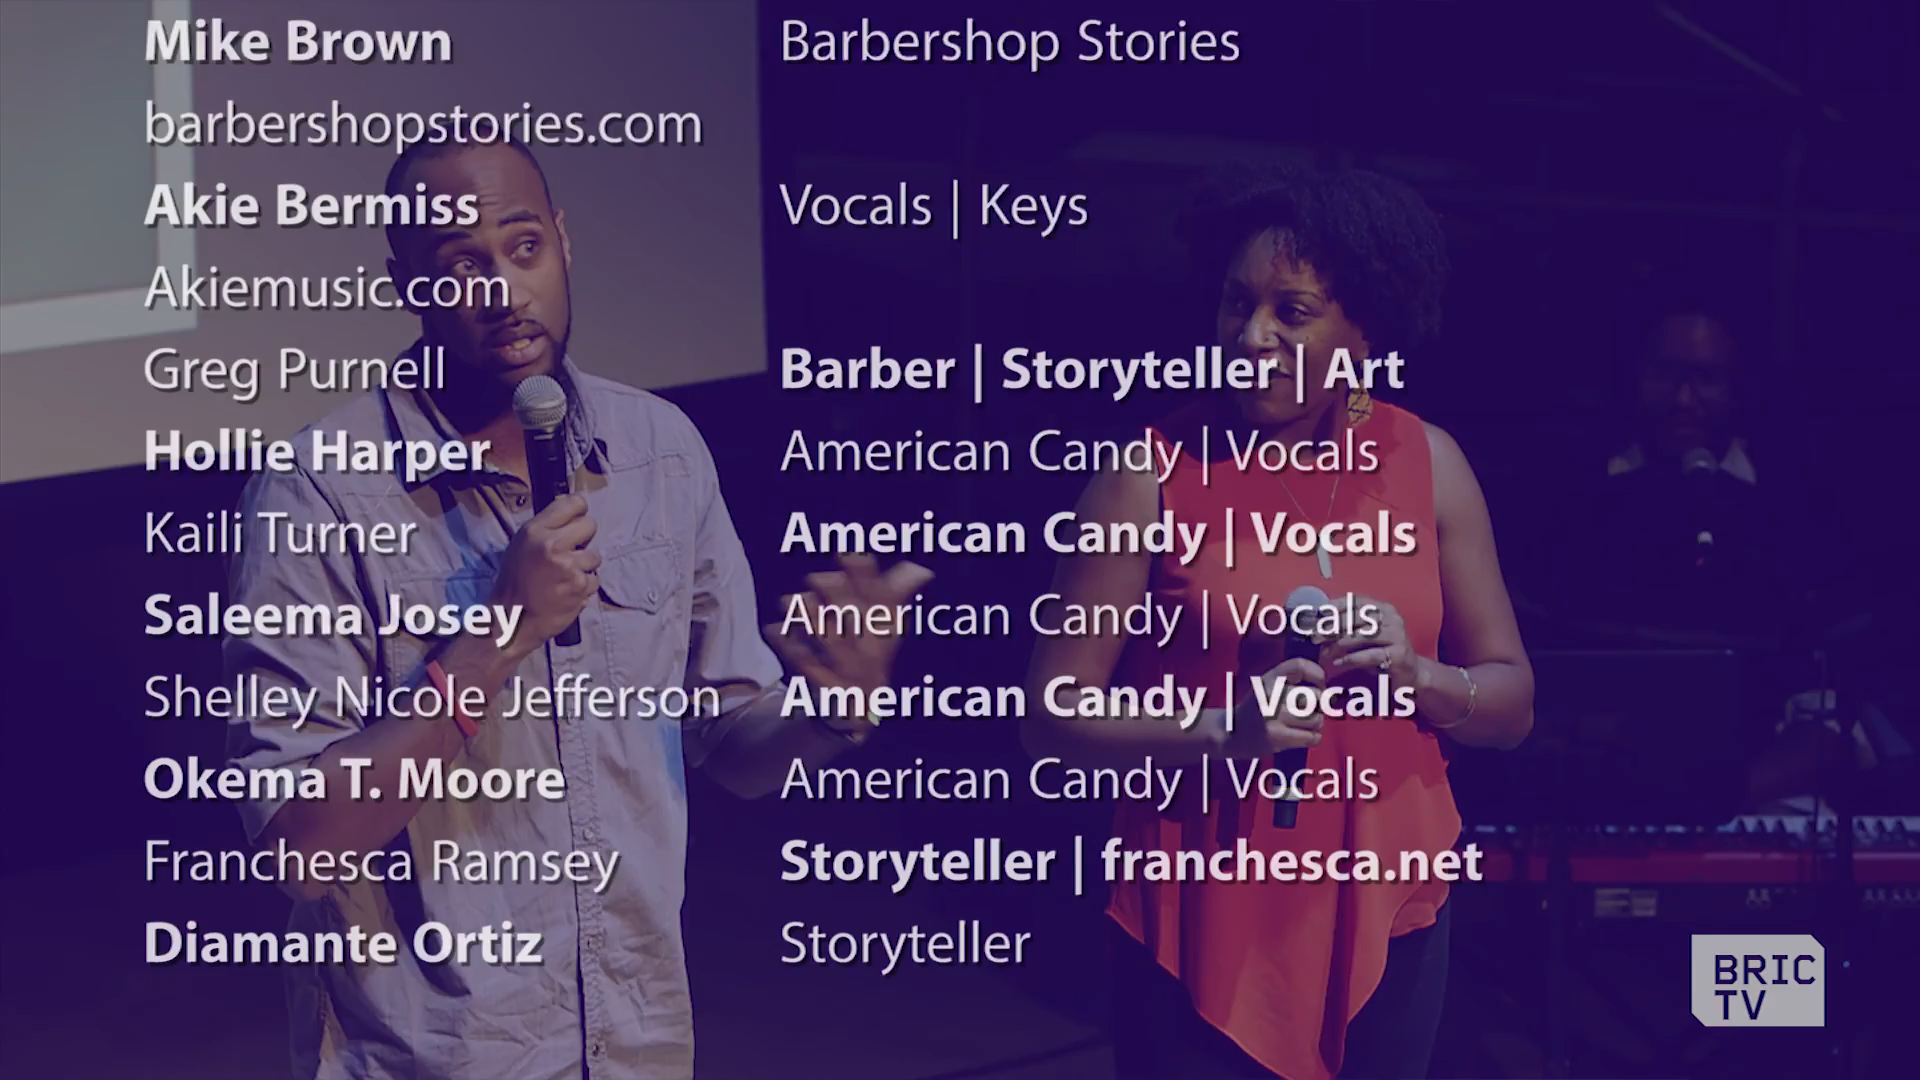 Mike Brown Barbershop Stories
barbershopstories.com
Akie Bermiss Vocals | Keys
Akiemusic.com
Greg Purnell Barber | Storyteller | Art
Hollie Harper American Candy | Vocals
Kaili Turner American Candy | Vocals
Saleema Josey American Candy | Vocals
Shelley Nicole Jefferson American Candy | Vocals
Okema T. Moore American Candy | Vocals
Franchesca Ramsey Storyteller | franchesca.net
Diamante Ortiz Storyteller
BRIC
TV